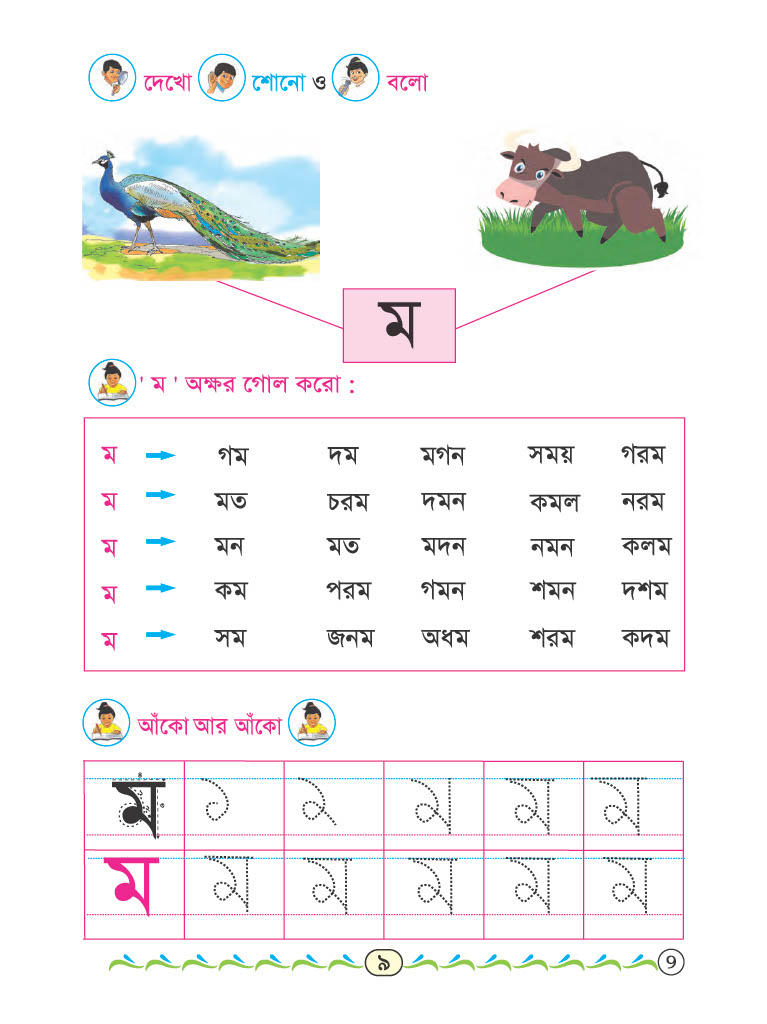 দেখো শোনো ও বলো
ম
' ম ' অক্ষর গোল করো :
ম গম দম মগন সময় গরম
ম মত চরম দমন কমল নরম
ম মন মত মদন নমন কলম
ম কম পরম গমন শমন দশম
ম সম জনম অধম শরম কদম
আঁকো আর আঁকো
ম ম ম ম
ম ম ম ম ম ম
৯ 9